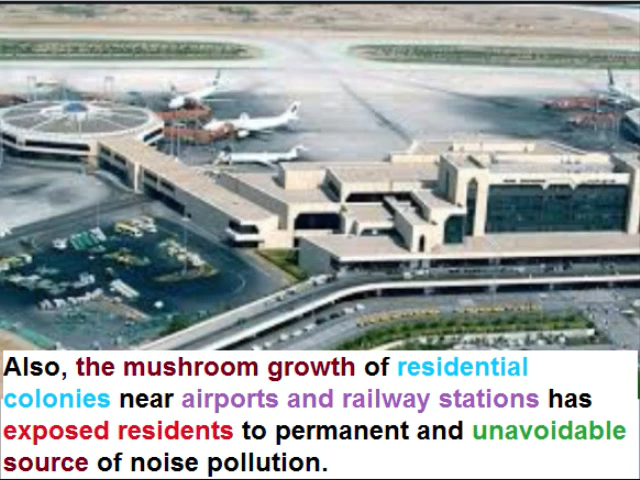 Also, the mushroom growth of residential
colonies near airports and railway stations has
exposed residents to permanent and unavoidable
source of noise pollution.